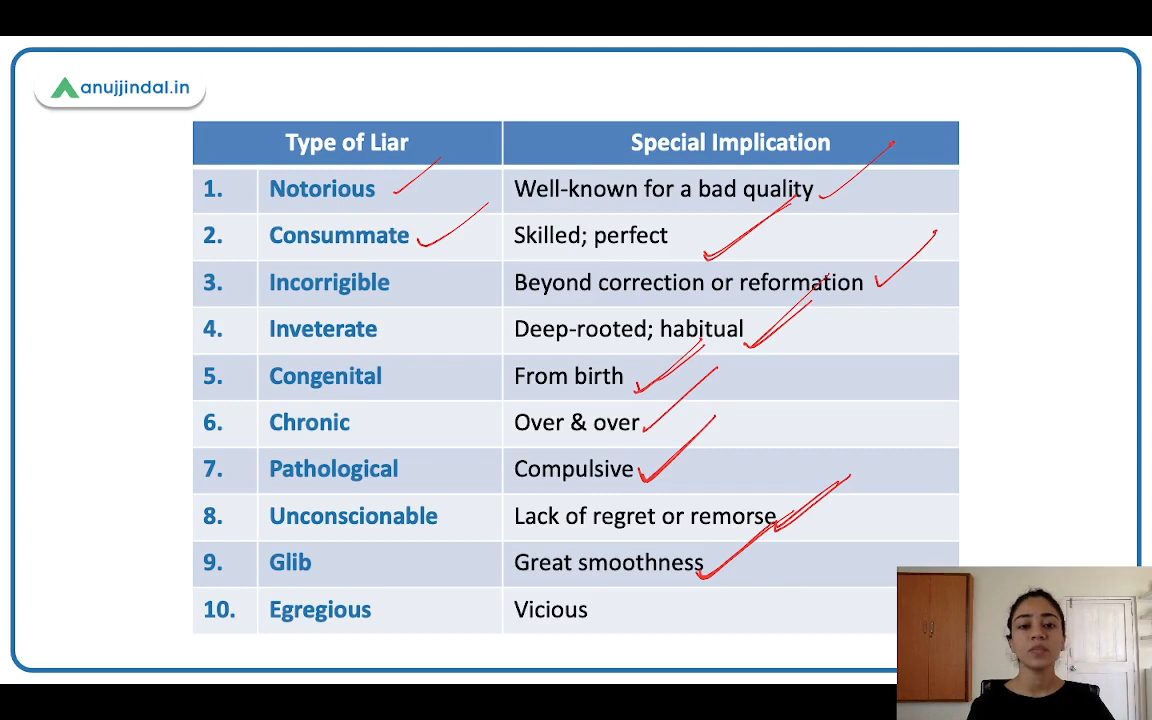 anujjindal.in
Type of Liar Special Implication
1. Notorious Well-known for a bad quality
2. Consummate Skilled; perfect
3. Incorrigible Beyond correction or reformation
4. Inveterate Deep-rooted; habitual
5. Congenital From birth
6. Chronic Over & over
7. Pathological Compulsive
8. Unconscionable Lack of regret or remorse
9. Glib Great smoothness
10. Egregious Vicious